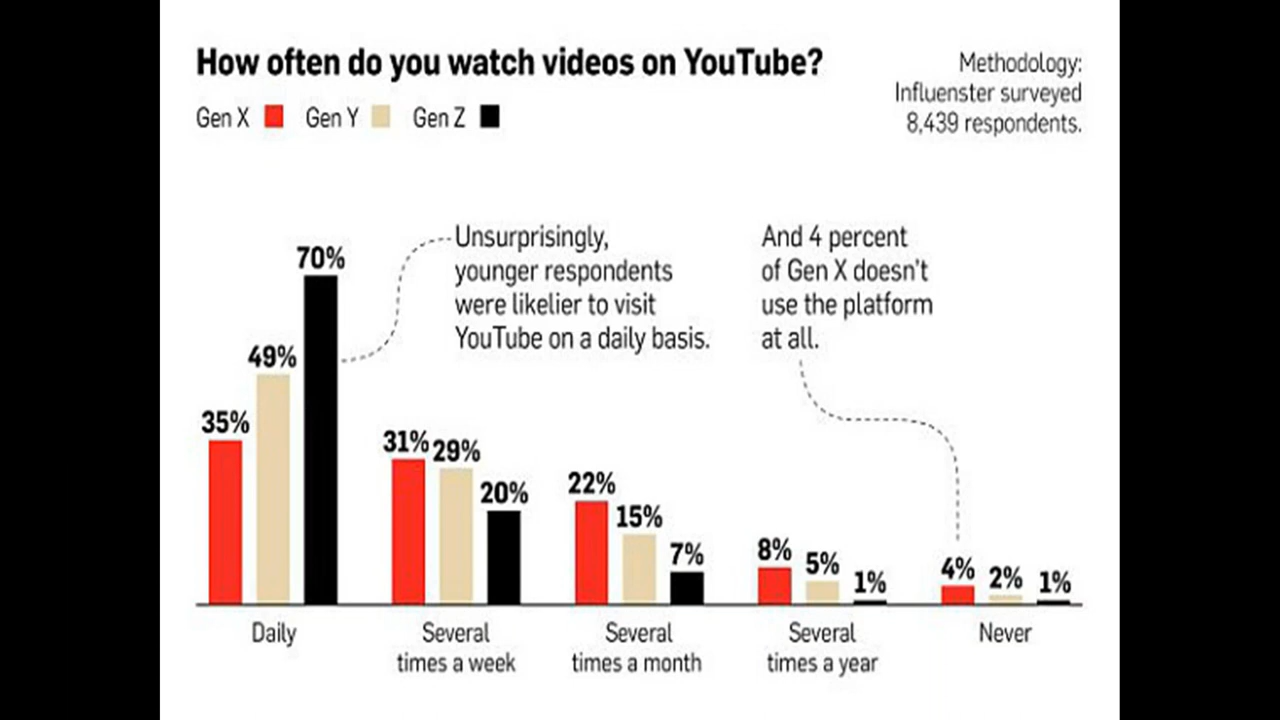 How often do you watch videos on YouTube?
Gen X Gen Y Gen Z
Methodology:
Influenster surveyed
8,439 respondents.
Unsurprisingly,
younger respondents
were likelier to visit
YouTube on a daily basis.
And 4 percent
of Gen X doesn't
use the platform
at all.
35% 49% 70%
31% 29% 20%
22% 15% 7%
8% 5% 1%
4% 2% 1%
Daily
Several
times a week
Several
times a month
Several
times a year
Never